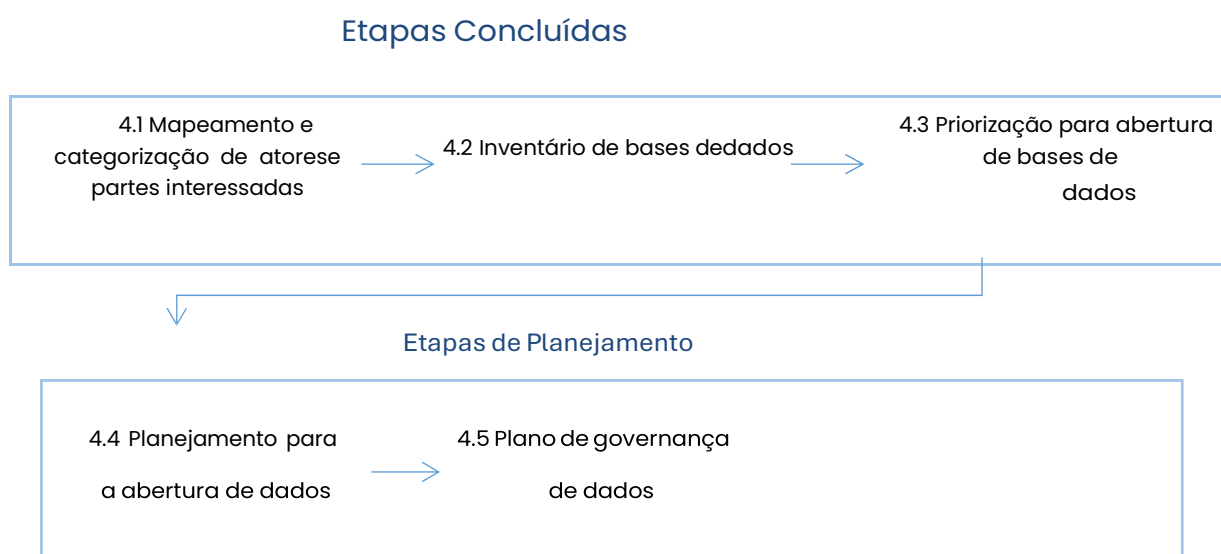 Etapas Concluídas
4.1 Mapeamento e
categorização de atorese
partes interessadas
4.2 Inventário de bases dedados
4.3 Priorização para abertura
de bases de
dados
Etapas de Planejamento
4.4 Planejamento para
a abertura de dados
4.5 Plano de governança
de dados